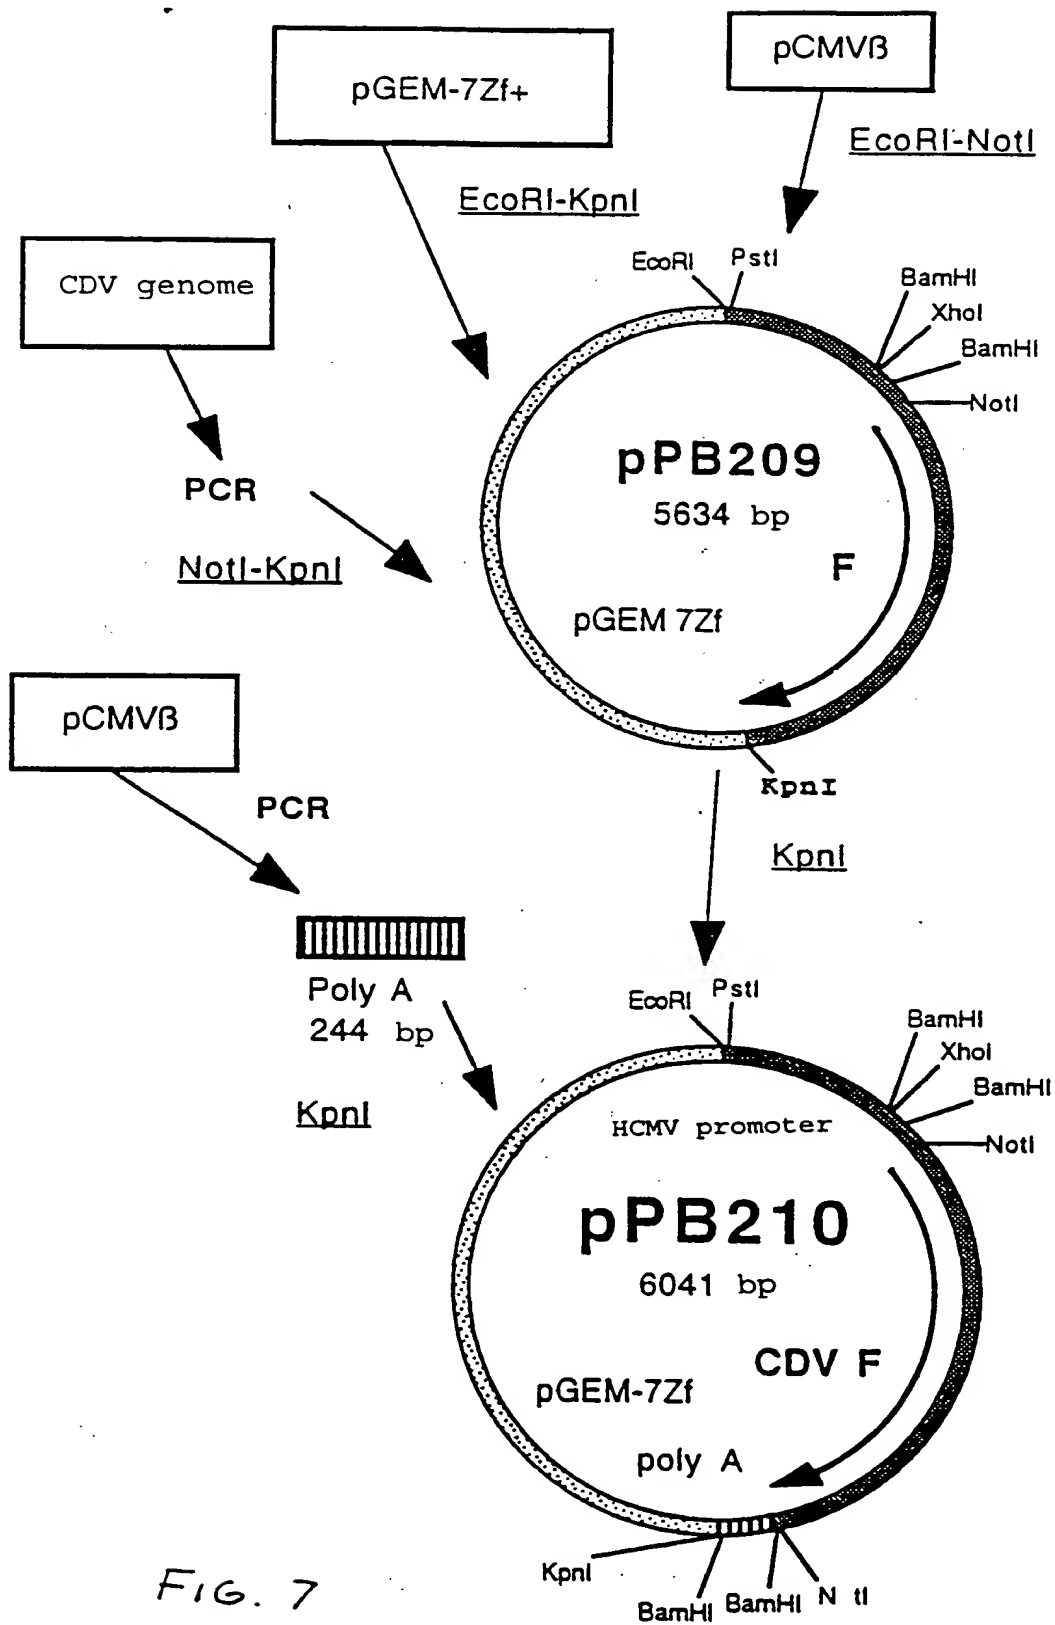 pGEM-7Zf+
pCMVß
EcoRI-NotI
EcoRI-KpnI
CDV genome
EcoRI
PstI
BamHI
XhoI
BamHI
NotI
PCR
NotI-KpnI
pPB209
5634 bp
F
pGEM 7Zf
KpnI
pCMVß
PCR
KpnI
Poly A
244 bp
KpnI
EcoRI
PstI
BamHI
XhoI
BamHI
NotI
HCMV promoter
pPB210
6041 bp
CDV F
pGEM-7Zf
poly A
KpnI
BamHI
BamHI
N tI
FIG. 7